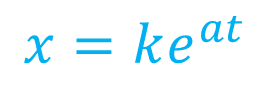 x = ke^{at}